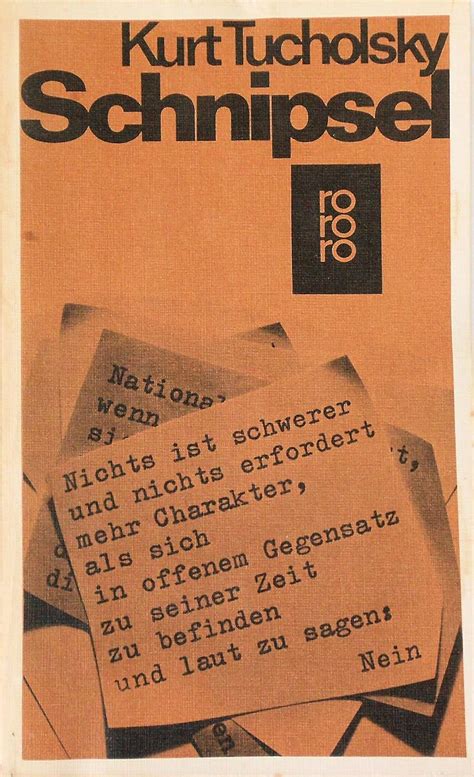 Kurt Tucholsky
Schnipsel
ro
ro
ro
wenn
Nichts ist schwerer
und nichts erfordert
mehr Charakter,
als sich
in offenem Gegensatz
zu seiner Zeit
zu befinden
und laut zu sagen:
Nein